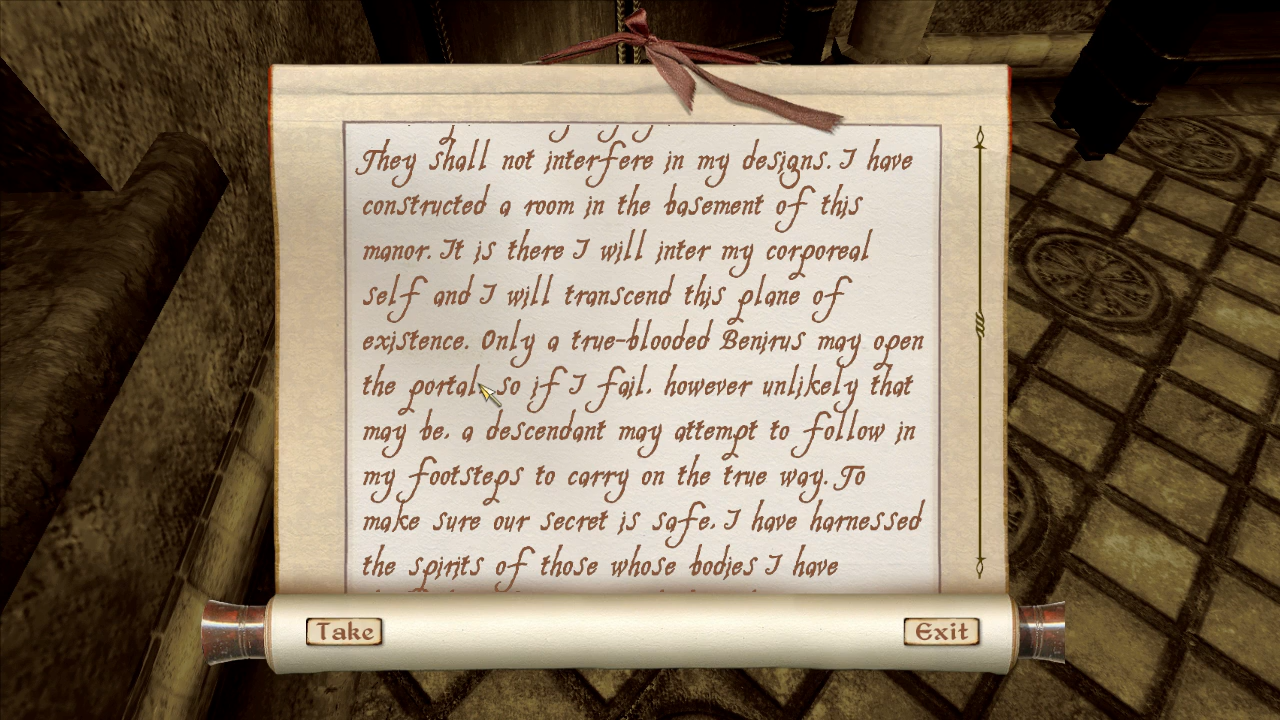 They shall not interfere in my designs. I have
constructed a room in the basement of this
manor. It is there I will inter my corporeal
self and I will transcend this plane of
existence. Only a true-blooded Benirus may open
the portal, so if I fail, however unlikely that
may be, a descendant may attempt to follow in
my footsteps to carry on the true way. To
make sure our secret is safe, I have harnessed
the spirits of those whose bodies I have
Take
Exit